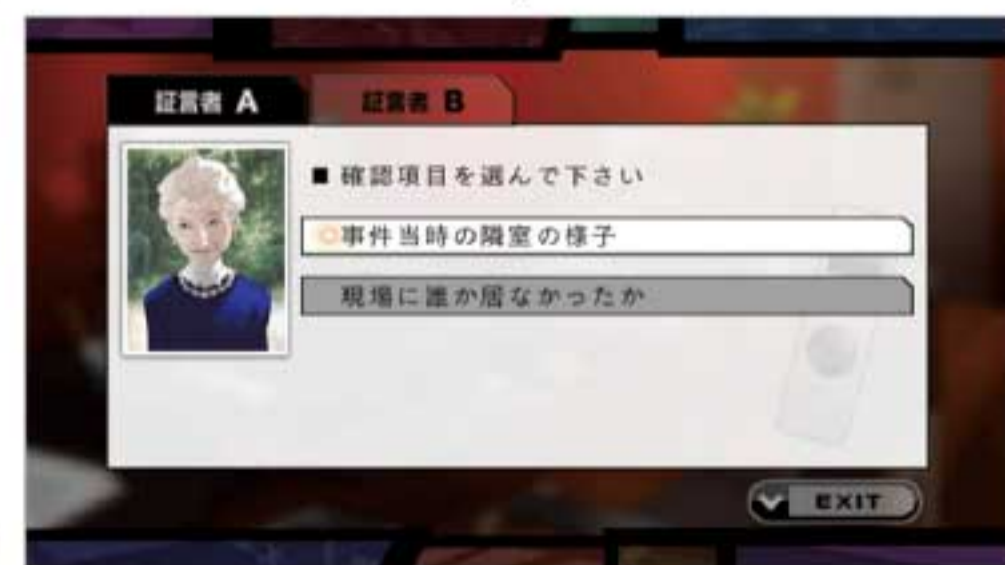 証言者 A
証言者 B
■ 確認項目を選んで下さい
事件当時の隣室の様子
現場に誰か居なかったか
EXIT